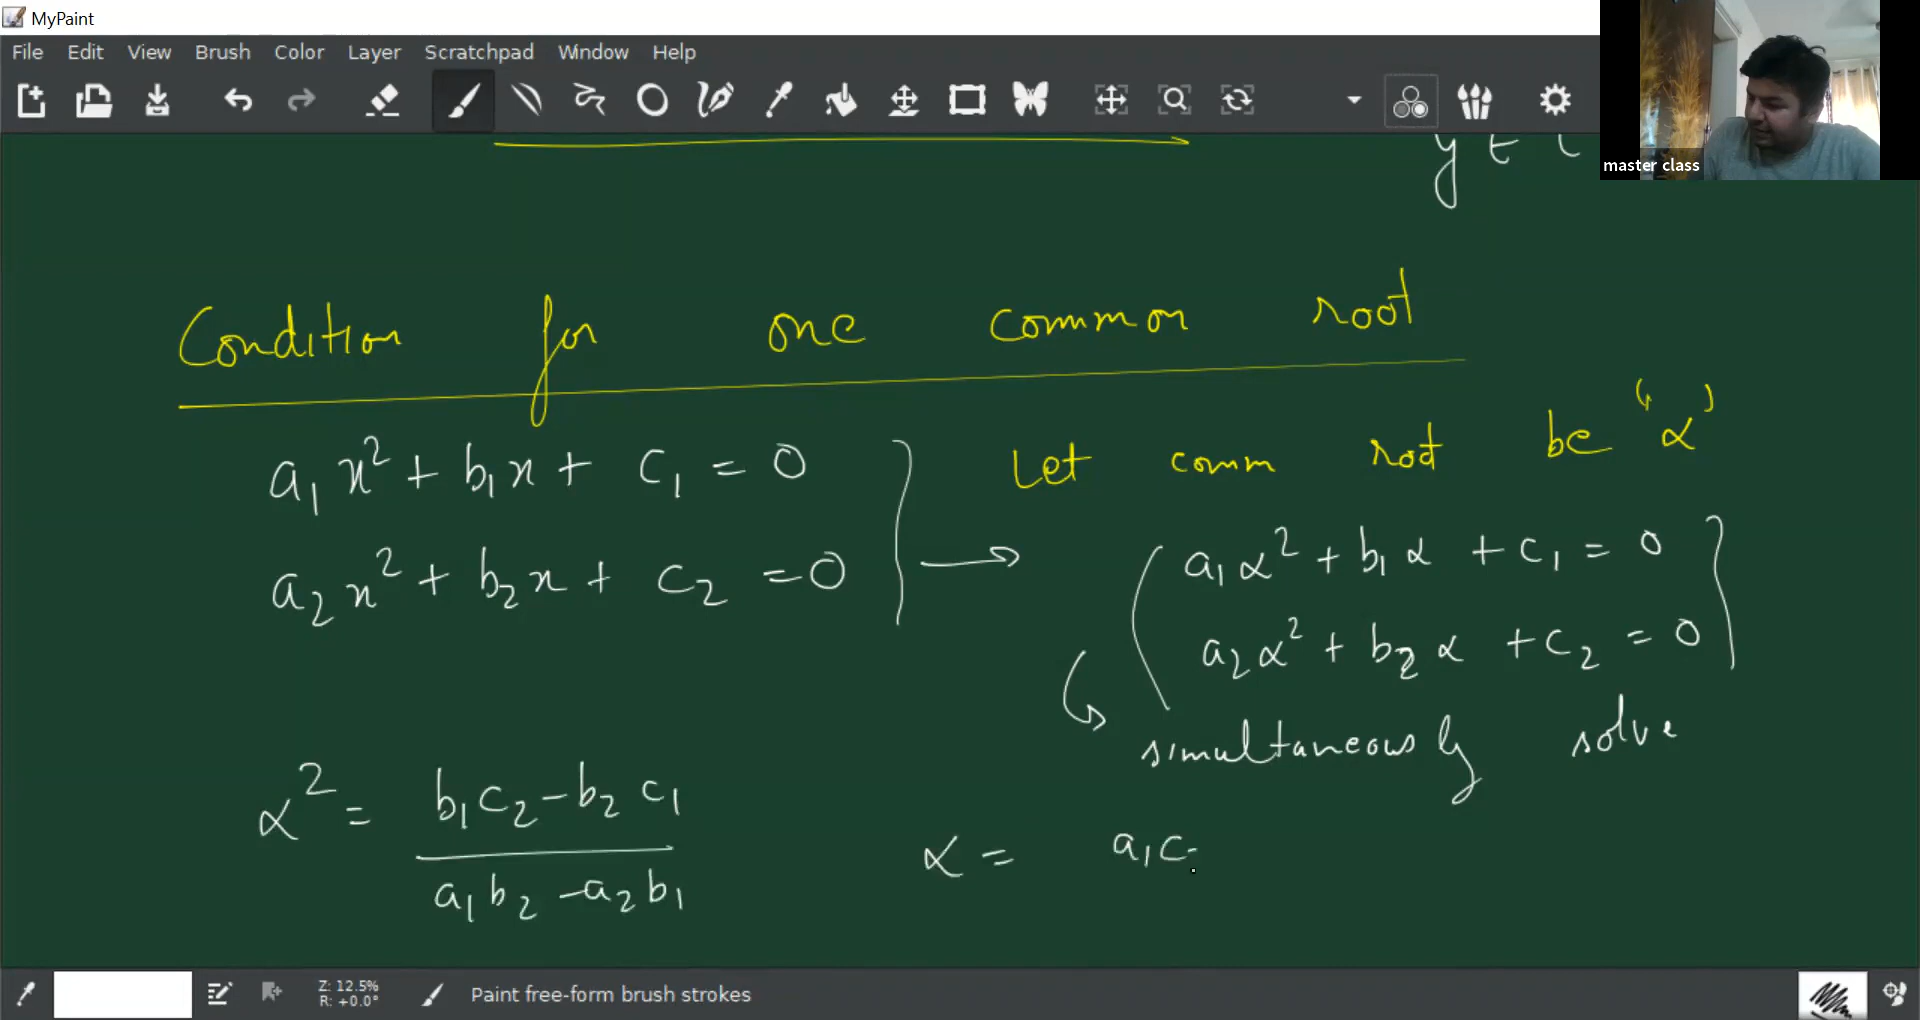 MyPaint
File Edit View Brush Color Layer Scratchpad Window Help
master class
Condition for one common root
a₁x² + b₁x + c₁ = 0
a₂x² + b₂x + c₂ = 0
Let comm root be 'α'
a₁α² + b₁α + c₁ = 0
a₂α² + b₂α + c₂ = 0
simultaneously solve
α² = b₁c₂ - b₂c₁
a₁b₂ - a₂b₁
α = a₁c
Z: 12.5%
R: +0.0°
Paint free-form brush strokes